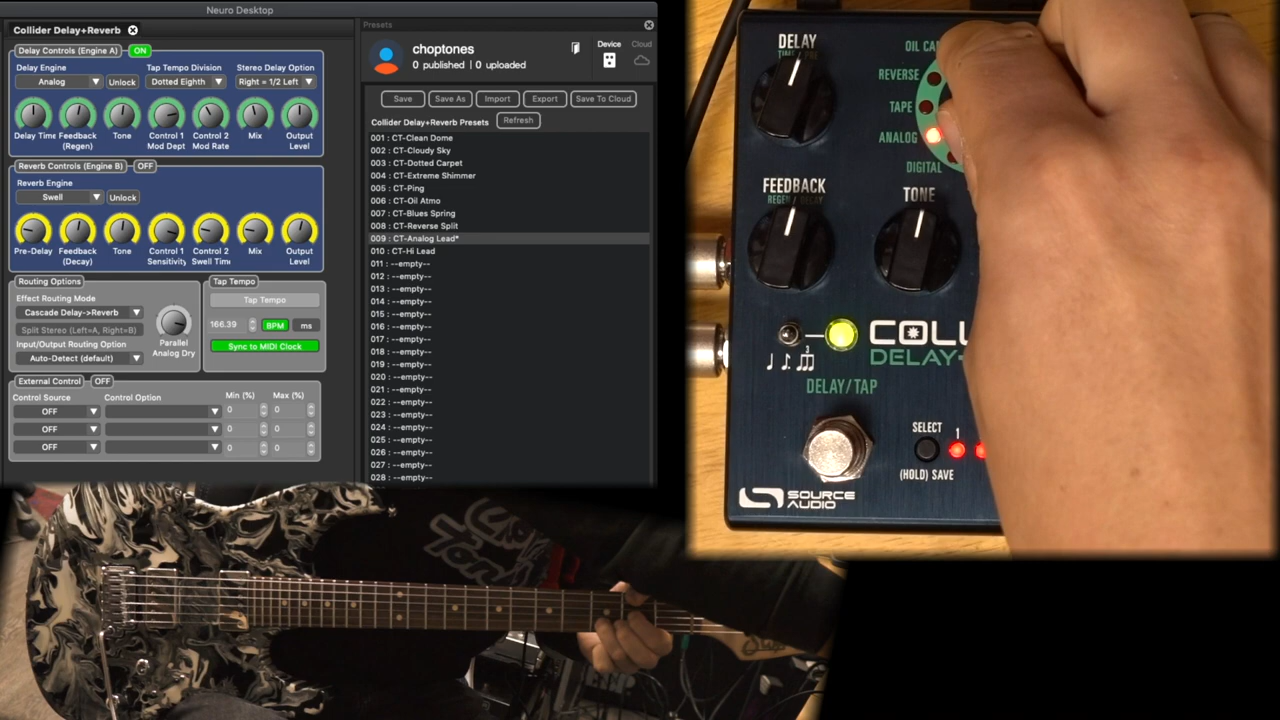 Neuro Desktop
Collider Delay+Reverb
Delay Controls (Engine A) ON
Delay Engine Tap Tempo Division Stereo Delay Option
Analog Unlock Dotted Eighth Right = 1/2 Left
Delay Time Feedback (Regen) Tone Control 1 Mod Dept Control 2 Mod Rate Mix Output Level
Reverb Controls (Engine B) OFF
Reverb Engine
Swell Unlock
Pre-Delay Feedback (Decay) Tone Control 1 Sensitivity Control 2 Swell Time Mix Output Level
Routing Options
Effect Routing Mode
Cascade Delay->Reverb
Split Stereo (Left=A, Right=B)
Input/Output Routing Option
Auto-Detect (default)
Parallel
Analog Dry
Tap Tempo
Tap Tempo
166.39 BPM ms
Sync to MIDI Clock
External Control OFF
Control Source Control Option Min (%) Max (%)
OFF 0 0
OFF 0 0
OFF 0 0
Presets
choptones
0 published | 0 uploaded
Device Cloud
Save Save As Import Export Save To Cloud
Collider Delay+Reverb Presets Refresh
001 : CT-Clean Dome
002 : CT-Cloudy Sky
003 : CT-Dotted Carpet
004 : CT-Extreme Shimmer
005 : CT-Ping
006 : CT-Oil Atmo
007 : CT-Blues Spring
008 : CT-Reverse Split
009 : CT-Analog Lead*
010 : CT-Hi Lead
011 : --empty--
012 : --empty--
013 : --empty--
014 : --empty--
015 : --empty--
016 : --empty--
017 : --empty--
018 : --empty--
019 : --empty--
020 : --empty--
021 : --empty--
022 : --empty--
023 : --empty--
024 : --empty--
025 : --empty--
026 : --empty--
027 : --empty--
028 : --empty--
DELAY
TIME / PRE
OIL CA
REVERSE
TAPE
ANALOG
DIGITAL
FEEDBACK
REGEN / DECAY
TONE
3
COLL
DELAY+
DELAY/TAP
SELECT 1
(HOLD) SAVE
SOURCE
AUDIO